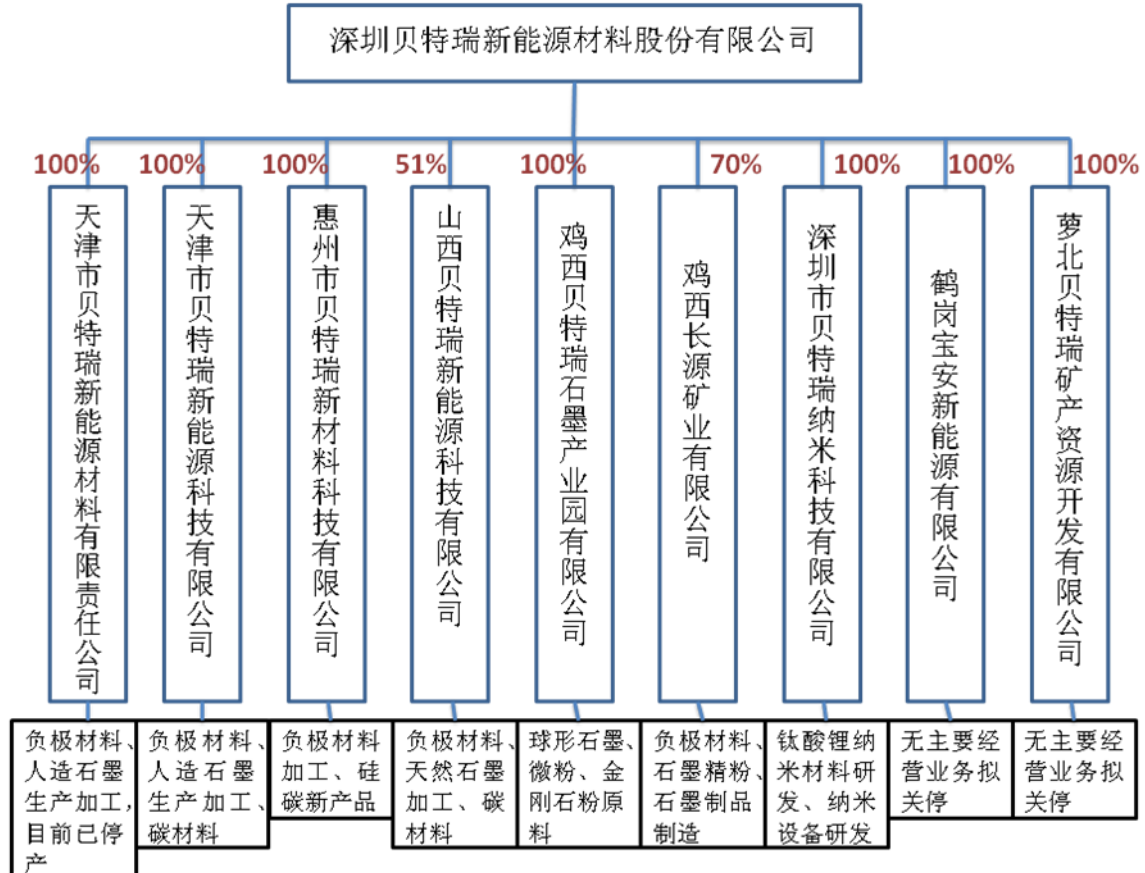 深圳贝特瑞新能源材料股份有限公司
100%
100%
100%
51%
100%
70%
100%
100%
100%
天津市贝特瑞新能源材料有限责任公司
天津市贝特瑞新能源科技有限公司
惠州市贝特瑞新材料科技有限公司
山西贝特瑞新能源科技有限公司
鸡西贝特瑞石墨产业园有限公司
鸡西长源矿业有限公司
深圳市贝特瑞纳米科技有限公司
鹤岗宝安新能源有限公司
萝北贝特瑞矿产资源开发有限公司
负极材料、
人造石墨
生产加工,
目前已停
产
负极材料、
人造石墨
生产加工、
碳材料
负极材料
加工、硅
碳新产品
负极材料、
天然石墨
加工、碳
材料
球形石墨、
微粉、金
刚石粉原
料
负极材料、
石墨精粉、
石墨制品
制造
钛酸锂纳
米材料研
发、纳米
设备研发
无主要经
营业务拟
关停
无主要经
营业务拟
关停